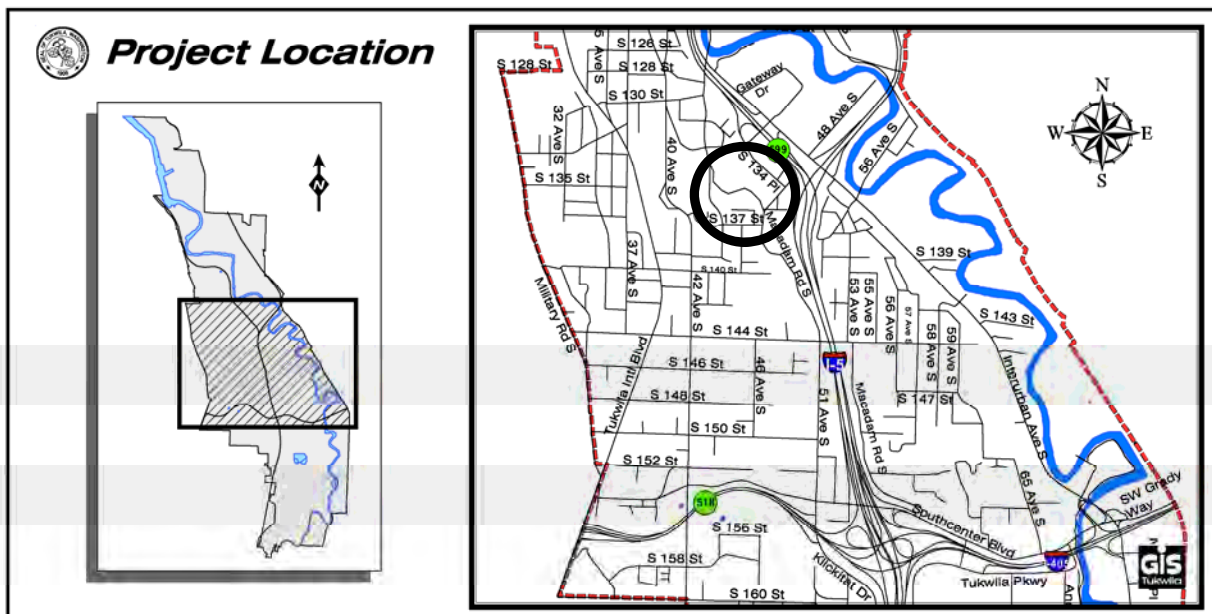 Project Location
N
S 126 St
S 128 St
S 128 St
Gateway Dr
S 130 St
32 Ave S
40 Ave S
48 Ave S
56 Ave S
599
S 134 Pl
S 135 St
S 137 St
Macadam Rd S
N
W E
S
S 139 St
37 Ave S
S 140 St
42 Ave S
Military Rd S
53 Ave S
55 Ave S
56 Ave S
57 Ave S
58 Ave S
59 Ave S
S 143 St
S 144 St
I-5
S 146 St
46 Ave S
S 147 St
S 148 St
Tukwila Intl Blvd
51 Ave S
Macadam Rd S
Interurban Ave S
S 150 St
S 152 St
65 Ave S
SW Grady Way
518
S 156 St
Southcenter Blvd
S 158 St
Klickitat Dr
I-405
Tukwila Pkwy
S 160 St
GIS
Tukwila